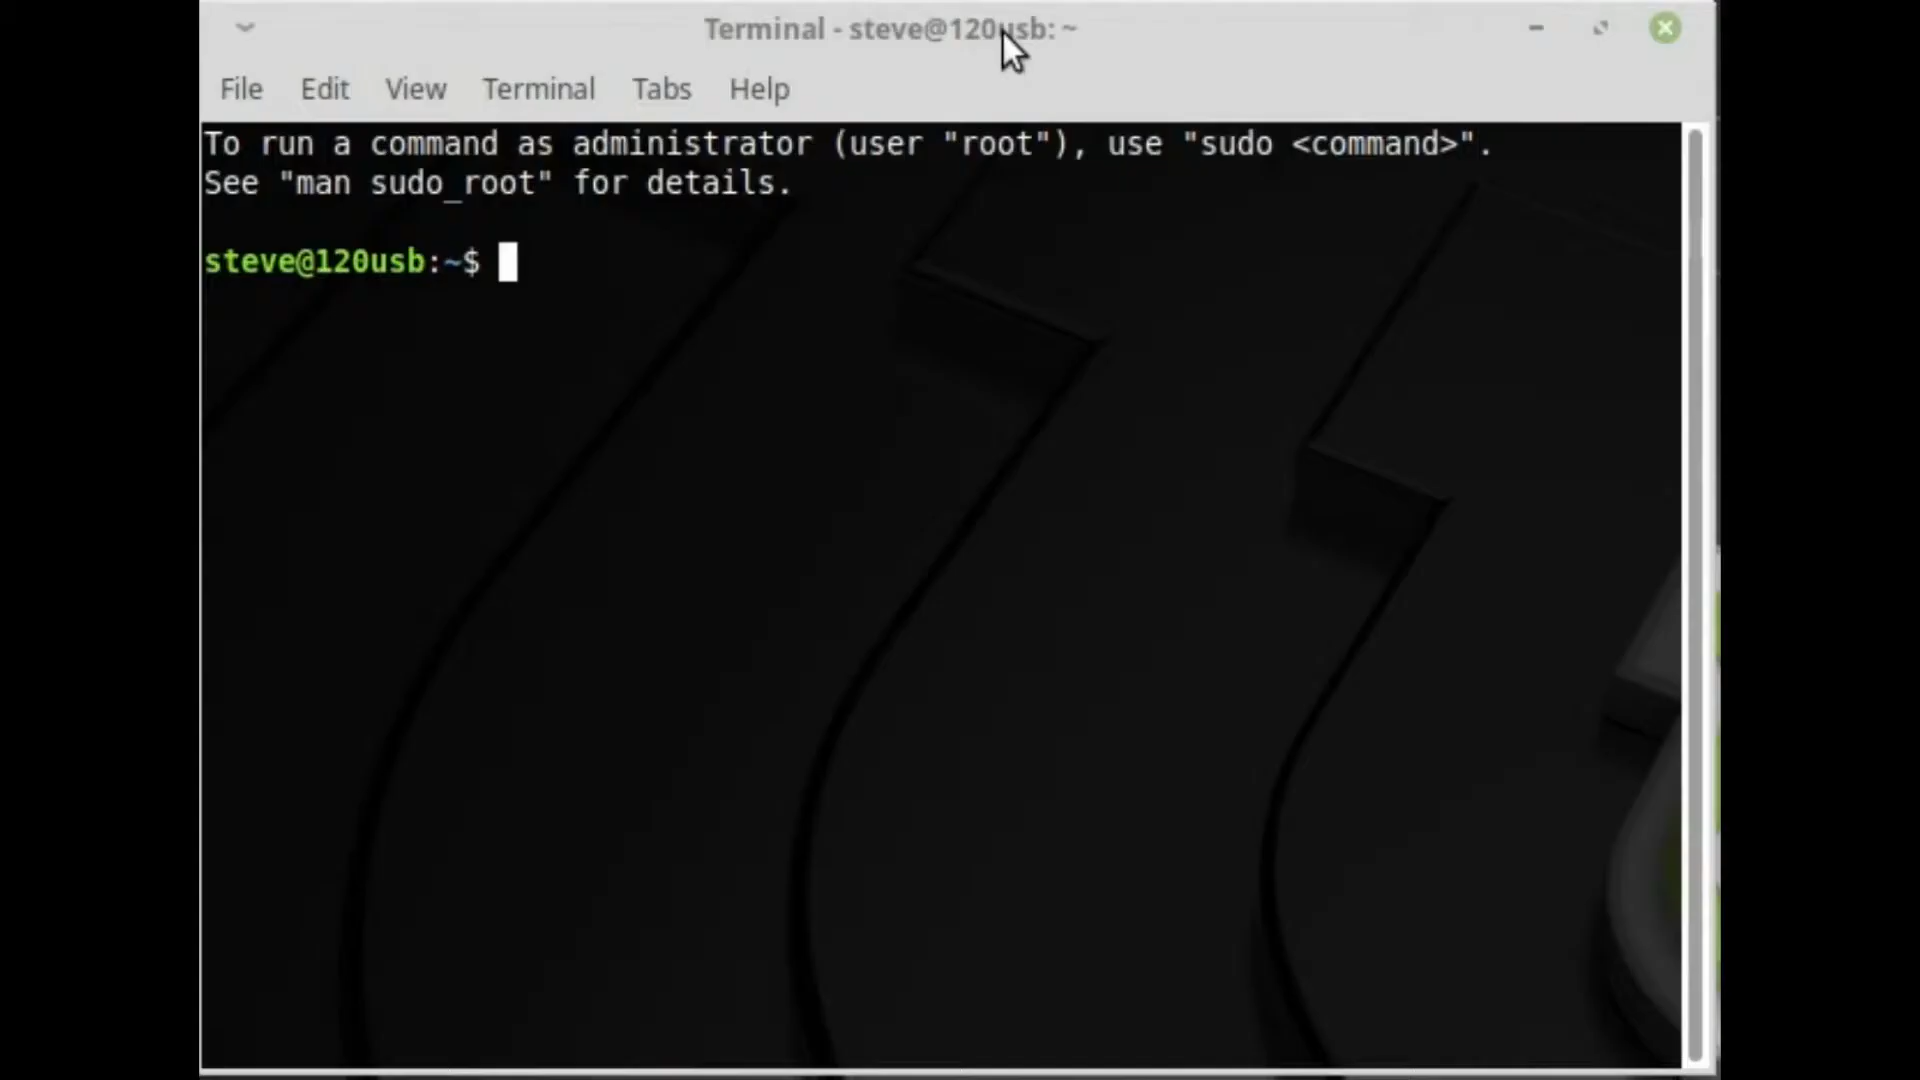 Terminal - steve@120usb: ~
File Edit View Terminal Tabs Help
To run a command as administrator (user "root"), use "sudo <command>".
See "man sudo_root" for details.
steve@120usb:~$